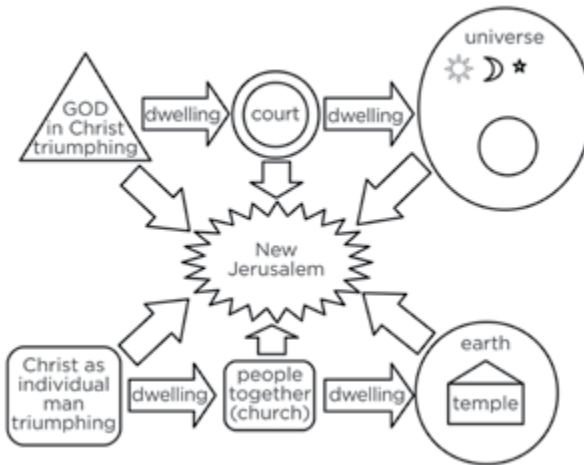 GOD
in Christ
triumphing
dwelling
court
dwelling
universe
New
Jerusalem
Christ as
individual
man
triumphing
dwelling
people
together
(church)
dwelling
earth
temple